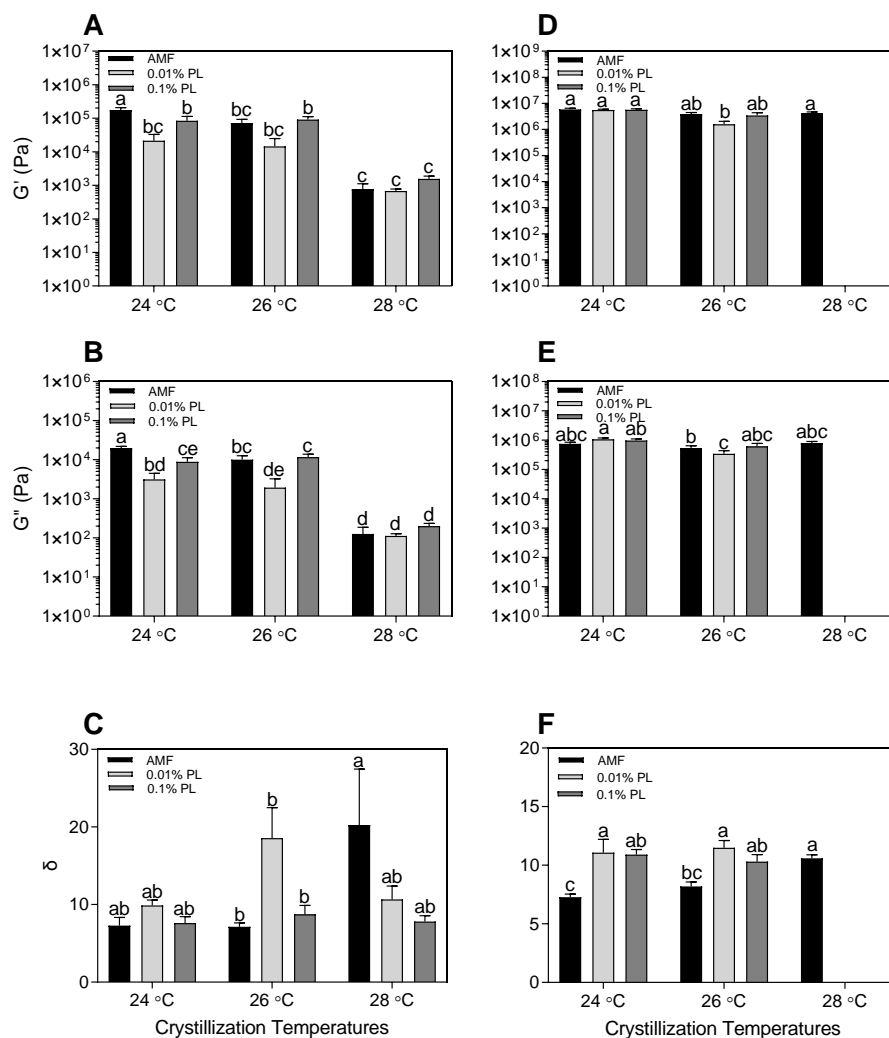 A
G' (Pa)
1×10⁷
1×10⁶
1×10⁵
1×10⁴
1×10³
1×10²
1×10¹
1×10⁰
AMF
0.01% PL
0.1% PL
a bc b bc bc b c c c
24 °C 26 °C 28 °C
D
1×10⁹
1×10⁸
1×10⁷
1×10⁶
1×10⁵
1×10⁴
1×10³
1×10²
1×10¹
1×10⁰
AMF
0.01% PL
0.1% PL
a a a ab b ab a
24 °C 26 °C 28 °C
B
G" (Pa)
1×10⁶
1×10⁵
1×10⁴
1×10³
1×10²
1×10¹
1×10⁰
AMF
0.01% PL
0.1% PL
a bd ce bc de c d d d
24 °C 26 °C 28 °C
E
1×10⁸
1×10⁷
1×10⁶
1×10⁵
1×10⁴
1×10³
1×10²
1×10¹
1×10⁰
AMF
0.01% PL
0.1% PL
abc a ab b c abc abc
24 °C 26 °C 28 °C
C
δ
30
20
10
0
AMF
0.01% PL
0.1% PL
ab ab ab b b b a ab ab
24 °C 26 °C 28 °C
Crystillization Temperatures
F
20
15
10
5
0
AMF
0.01% PL
0.1% PL
c a ab bc a ab a
24 °C 26 °C 28 °C
Crystillization Temperatures